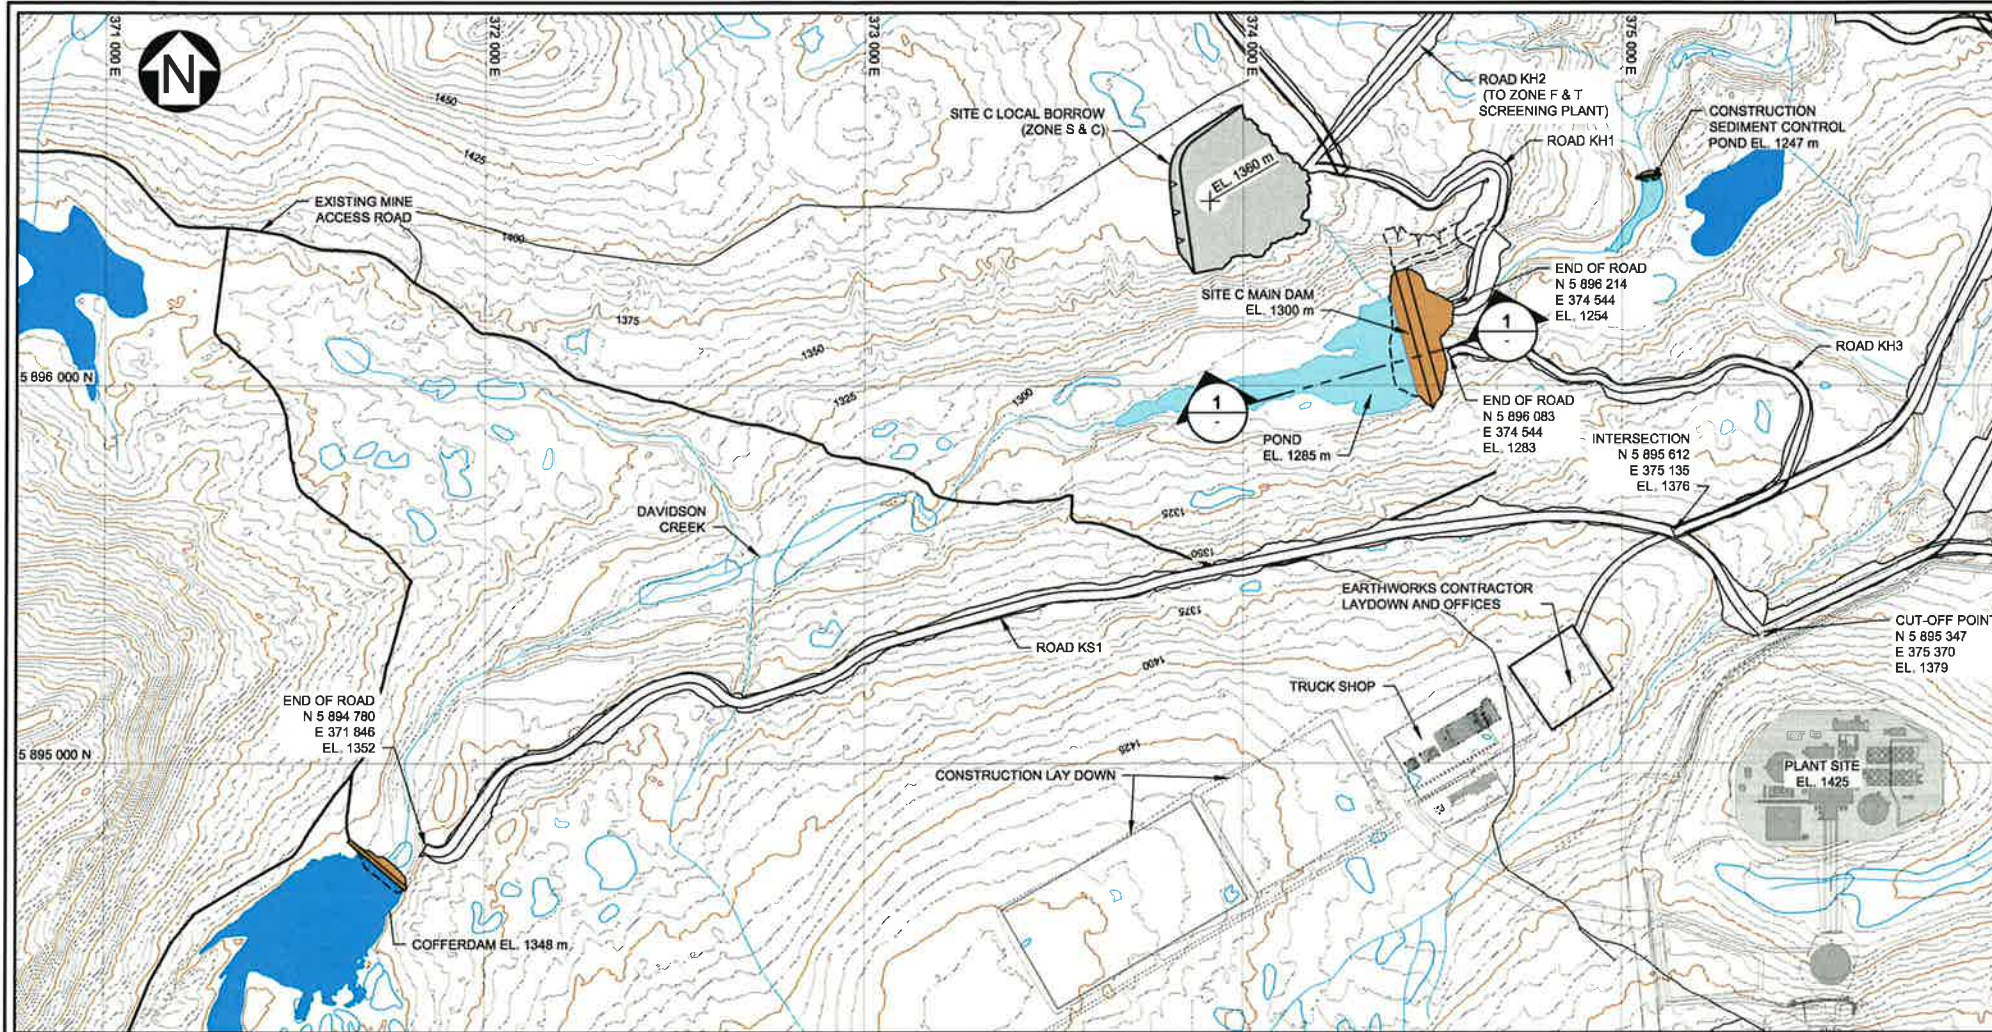 N
371 000 E
372 000 E
373 000 E
374 000 E
375 000 E
ROAD KH2
(TO ZONE F & T
SCREENING PLANT)
ROAD KH1
CONSTRUCTION
SEDIMENT CONTROL
POND EL. 1247 m
SITE C LOCAL BORROW
(ZONE S & C)
EL. 1360 m
1450
1425
EXISTING MINE
ACCESS ROAD
1400
1375
1350
1325
1300
SITE C MAIN DAM
EL. 1300 m
END OF ROAD
N 5 896 214
E 374 544
EL. 1254
1
-
ROAD KH3
5 896 000 N
1
-
END OF ROAD
N 5 896 083
E 374 544
EL. 1283
POND
EL. 1285 m
INTERSECTION
N 5 895 612
E 375 135
EL. 1376
DAVIDSON
CREEK
1325
1350
1375
1400
1425
EARTHWORKS CONTRACTOR
LAYDOWN AND OFFICES
CUT-OFF POINT
N 5 895 347
E 375 370
EL. 1379
ROAD KS1
TRUCK SHOP
END OF ROAD
N 5 894 780
E 371 846
EL. 1352
5 895 000 N
CONSTRUCTION LAY DOWN
PLANT SITE
EL. 1425
COFFERDAM EL. 1348 m